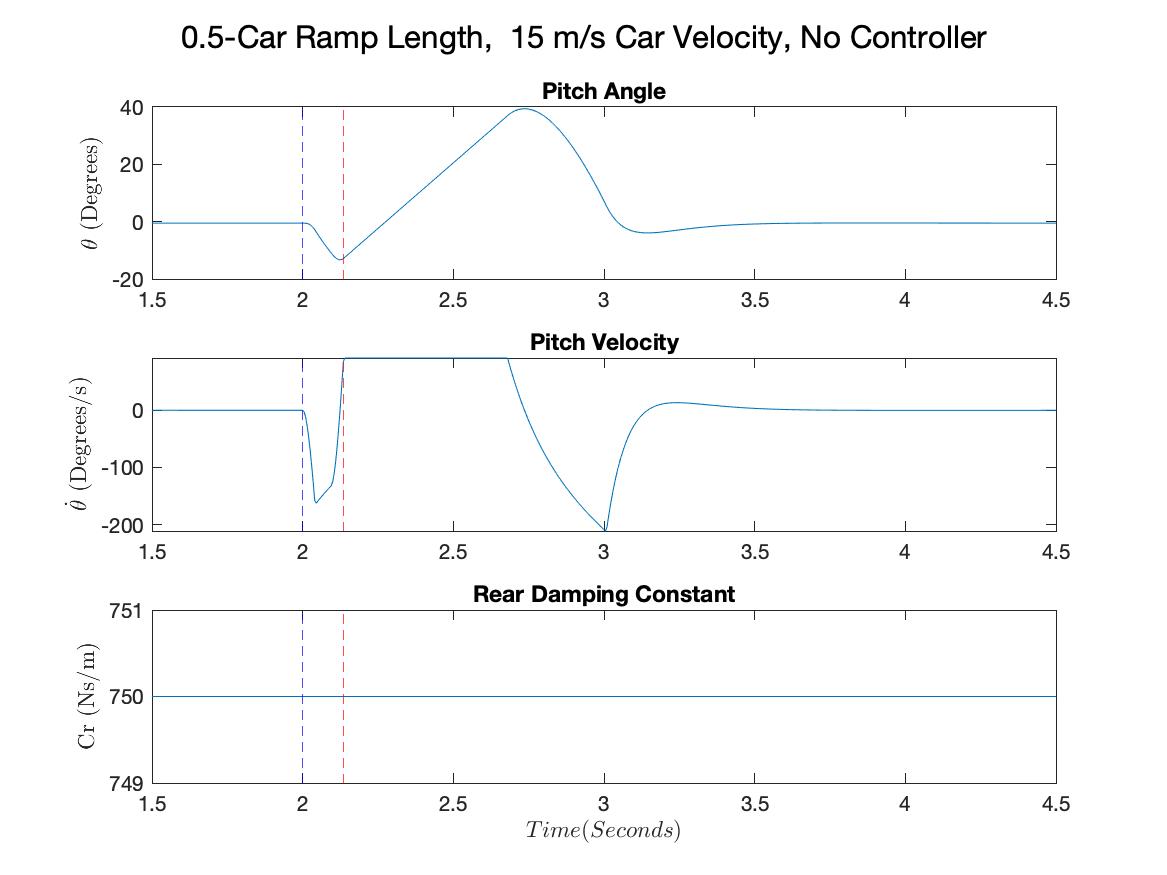 0.5-Car Ramp Length,  15 m/s Car Velocity, No Controller
Pitch Angle
θ (Degrees)
40
20
0
-20
1.5 2 2.5 3 3.5 4 4.5
Pitch Velocity
θ̇ (Degrees/s)
0
-100
-200
1.5 2 2.5 3 3.5 4 4.5
Rear Damping Constant
Cr (Ns/m)
751
750
749
1.5 2 2.5 3 3.5 4 4.5
Time(Seconds)